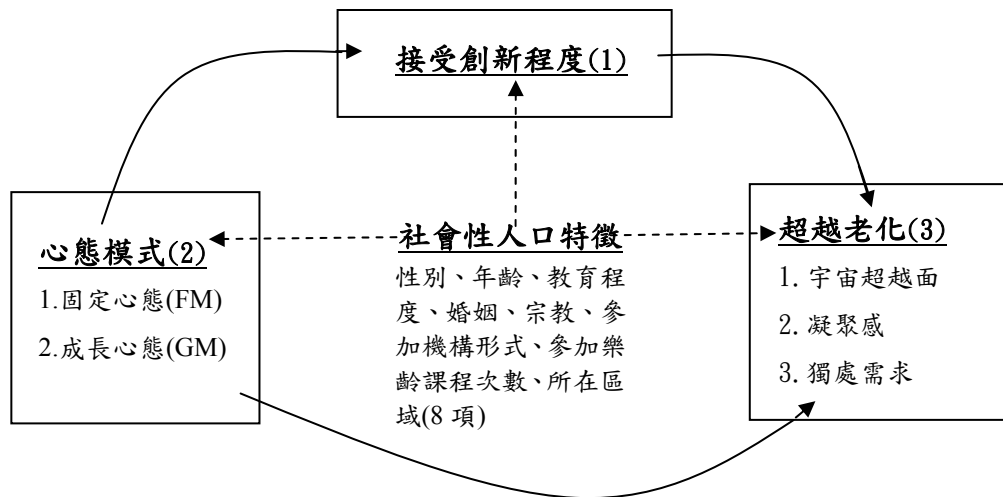 接受創新程度(1)
心態模式(2)
1.固定心態(FM)
2.成長心態(GM)
社會性人口特徵
性別、年齡、教育程
度、婚姻、宗教、參
加機構形式、參加樂
齡課程次數、所在區
域(8 項)
超越老化(3)
1. 宇宙超越面
2. 凝聚感
3. 獨處需求